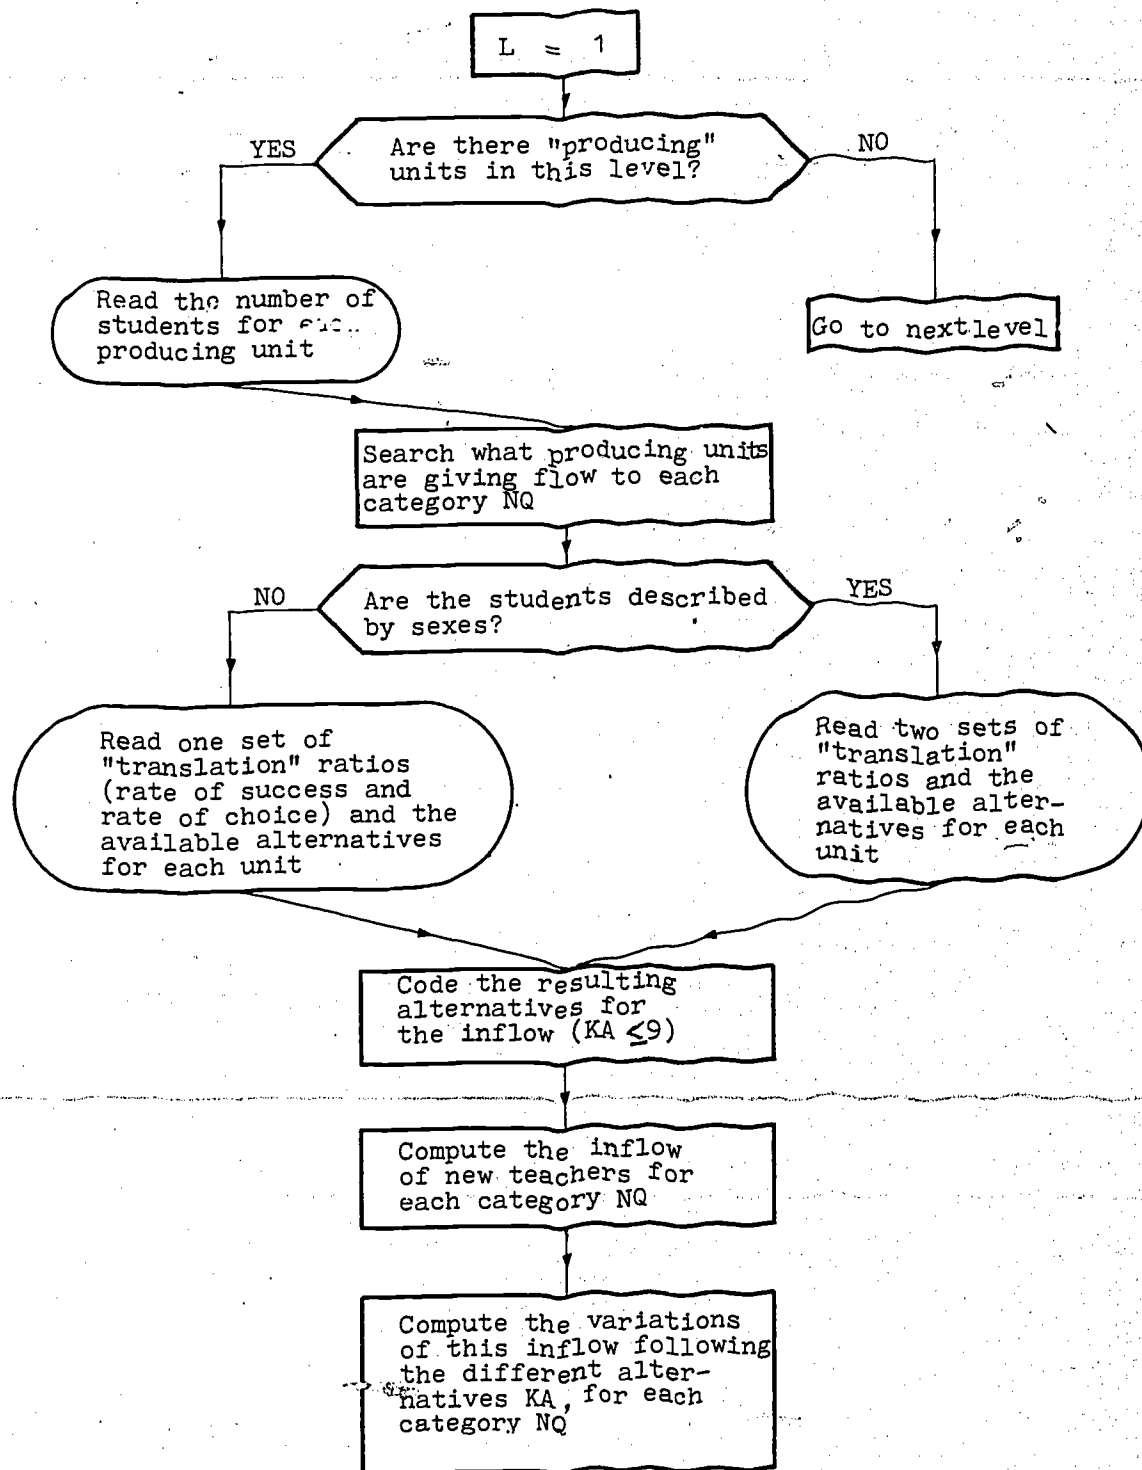 L = 1
Are there "producing"
units in this level?
YES
NO
Read the number of
students for
producing unit
Go to next level
Search what producing units
are giving flow to each
category NQ
Are the students described
by sexes?
NO
YES
Read one set of
"translation" ratios
(rate of success and
rate of choice) and the
available alternatives
for each unit
Read two sets of
"translation"
ratios and the
available alter-
natives for each
unit
Code the resulting
alternatives for
the inflow (KA ≤9)
Compute the inflow
of new teachers for
each category NQ
Compute the variations
of this inflow following
the different alter-
natives KA, for each
category NQ